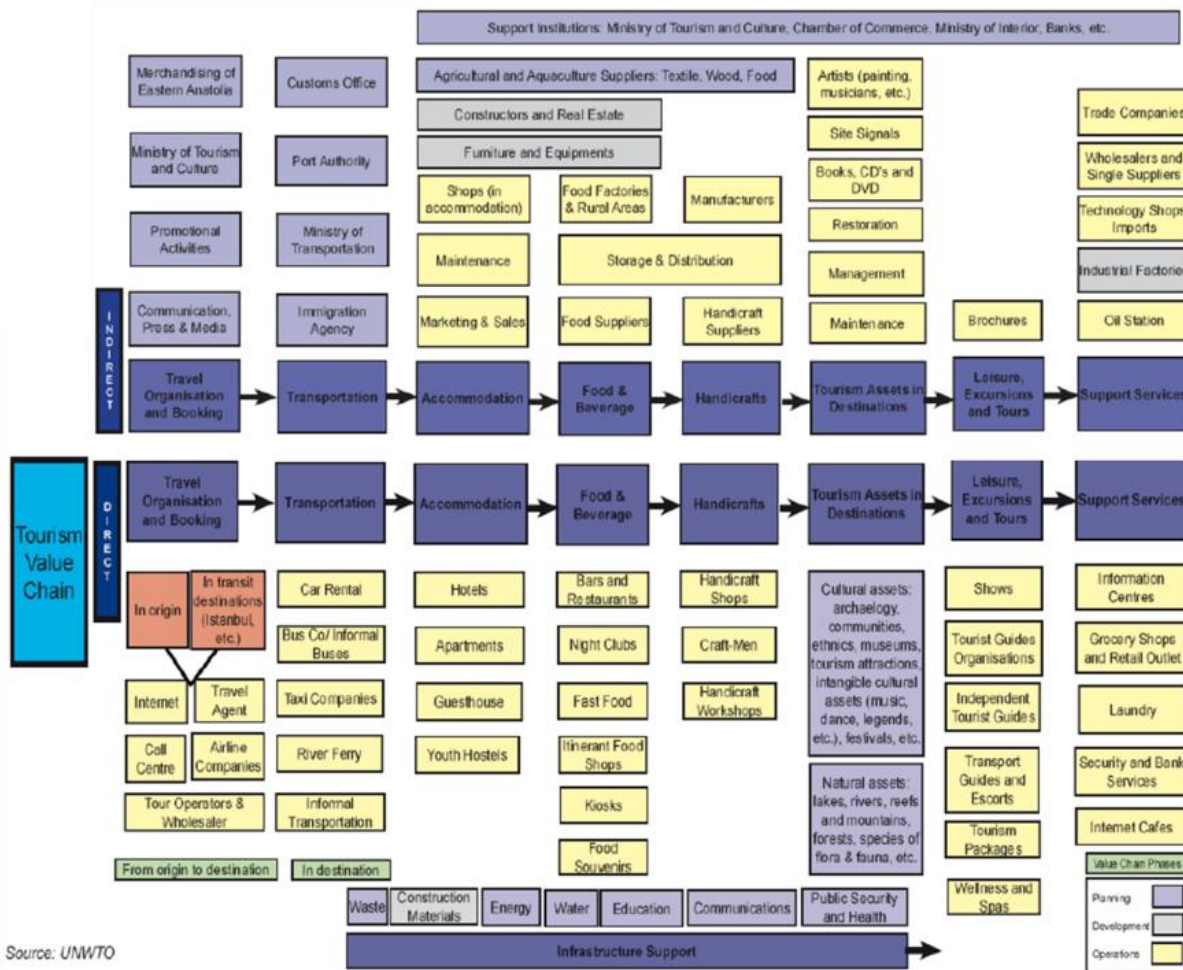 Support Institutions: Ministry of Tourism and Culture, Chamber of Commerce, Ministry of Interior, Banks, etc.
Merchandising of
Eastern Anatolia
Customs Office
Agricultural and Aquaculture Suppliers: Textile, Wood, Food
Artists (painting,
musicians, etc.)
Constructors and Real Estate
Trade Companies
Ministry of Tourism
and Culture
Port Authority
Furniture and Equipments
Site Signals
Wholesalers and
Single Suppliers
Shops (in
accommodation)
Food Factories
& Rural Areas
Manufacturers
Books, CD's and
DVD
Promotional
Activities
Ministry of
Transportation
Restoration
Technology Shops
Imports
Maintenance
Storage & Distribution
Management
Industrial Factorie
Communication,
Press & Media
Immigration
Agency
Marketing & Sales
Food Suppliers
Handicraft
Suppliers
Maintenance
Brochures
Oil Station
INDIRECT
Travel
Organisation
and Booking
Transportation
Accommodation
Food &
Beverage
Handicrafts
Tourism Assets in
Destinations
Leisure,
Excursions
and Tours
Support Services
Tourism
Value
Chain
DIRECT
Travel
Organisation
and Booking
Transportation
Accommodation
Food &
Beverage
Handicrafts
Tourism Assets in
Destinations
Leisure,
Excursions
and Tours
Support Services
In origin
In transit
destinations
(Istanbul,
etc.)
Internet
Travel
Agent
Call
Centre
Airline
Companies
Tour Operators &
Wholesaler
From origin to destination
Car Rental
Bus Co/ Informal
Buses
Taxi Companies
River Ferry
Informal
Transportation
In destination
Hotels
Apartments
Guesthouse
Youth Hostels
Bars and
Restaurants
Night Clubs
Fast Food
Itinerant Food
Shops
Kiosks
Food
Souvenirs
Handicraft
Shops
Craft-Men
Handicraft
Workshops
Cultural assets:
archaelogy,
communities,
ethnics, museums,
tourism attractions,
intangible cultural
assets (music,
dance, legends,
etc.), festivals, etc.
Natural assets:
lakes, rivers, reefs
and mountains,
forests, species of
flora & fauna, etc.
Shows
Tourist Guides
Organisations
Independent
Tourist Guides
Transport
Guides and
Escorts
Tourism
Packages
Wellness and
Spas
Information
Centres
Grocery Shops
and Retail Outlet
Laundry
Security and Bank
Services
Internet Cafes
Value Chain Phases
Planning
Development
Operations
Waste
Construction
Materials
Energy
Water
Education
Communications
Public Security
and Health
Infrastructure Support
Source: UNWTO